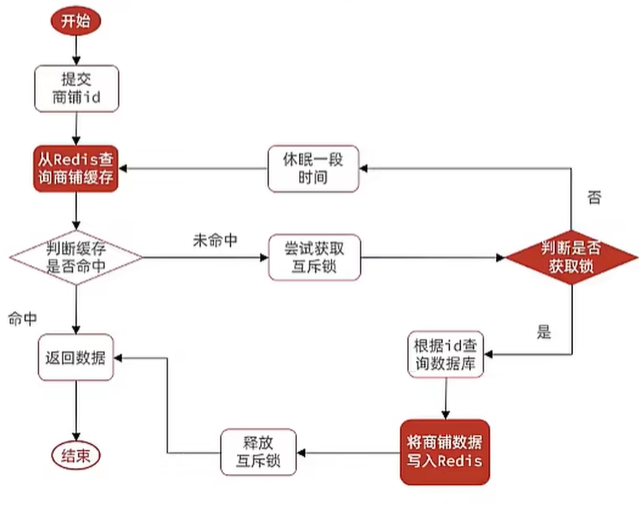 开始
提交
商铺id
从Redis查
询商铺缓存
休眠一段
时间
否
判断缓存
是否命中
未命中
尝试获取
互斥锁
判断是否
获取锁
命中
是
返回数据
根据id查
询数据库
将商铺数据
写入Redis
释放
互斥锁
结束